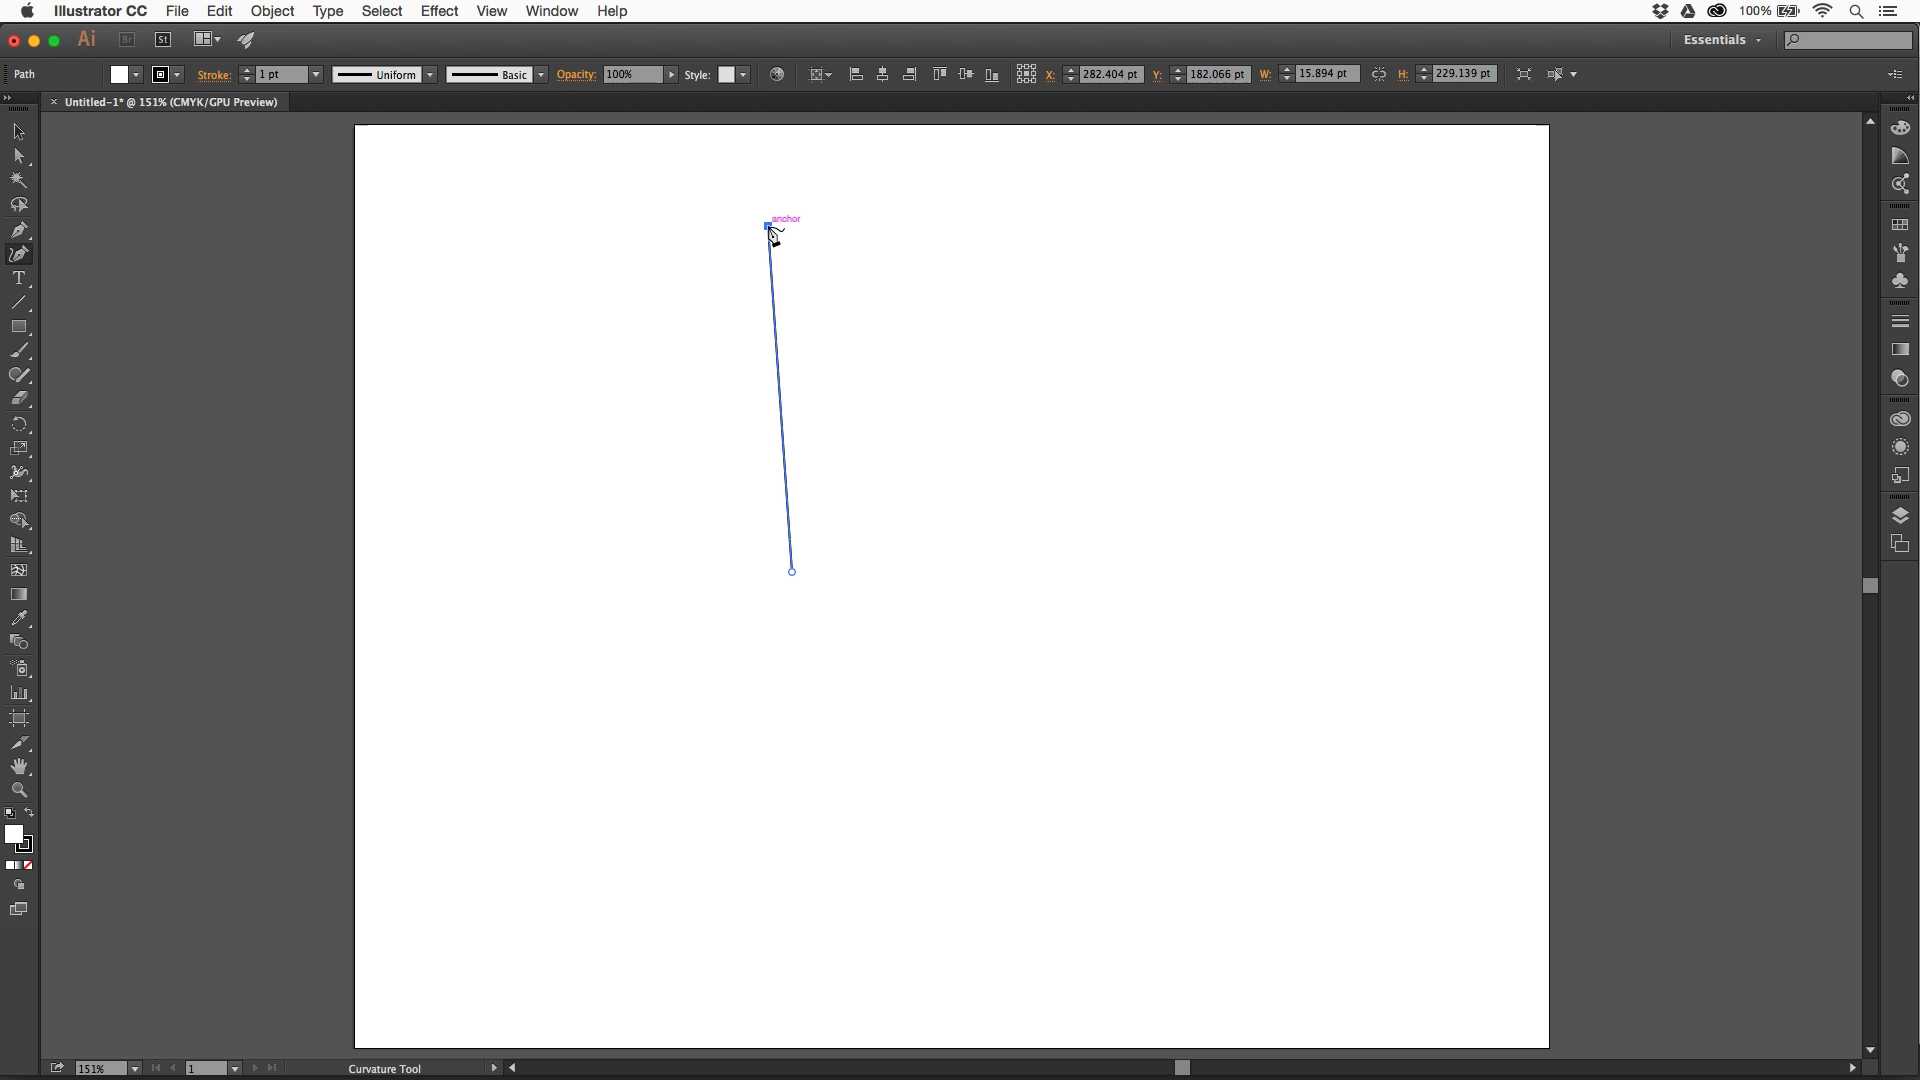 Illustrator CC File Edit Object Type Select Effect View Window Help 100%
Ai Br St Essentials
Path Stroke: 1 pt Uniform Basic Opacity: 100% Style: X: 282.404 pt Y: 182.066 pt W: 15.894 pt H: 229.139 pt
× Untitled-1* @ 151% (CMYK/GPU Preview)
anchor
T
151% 1 Curvature Tool